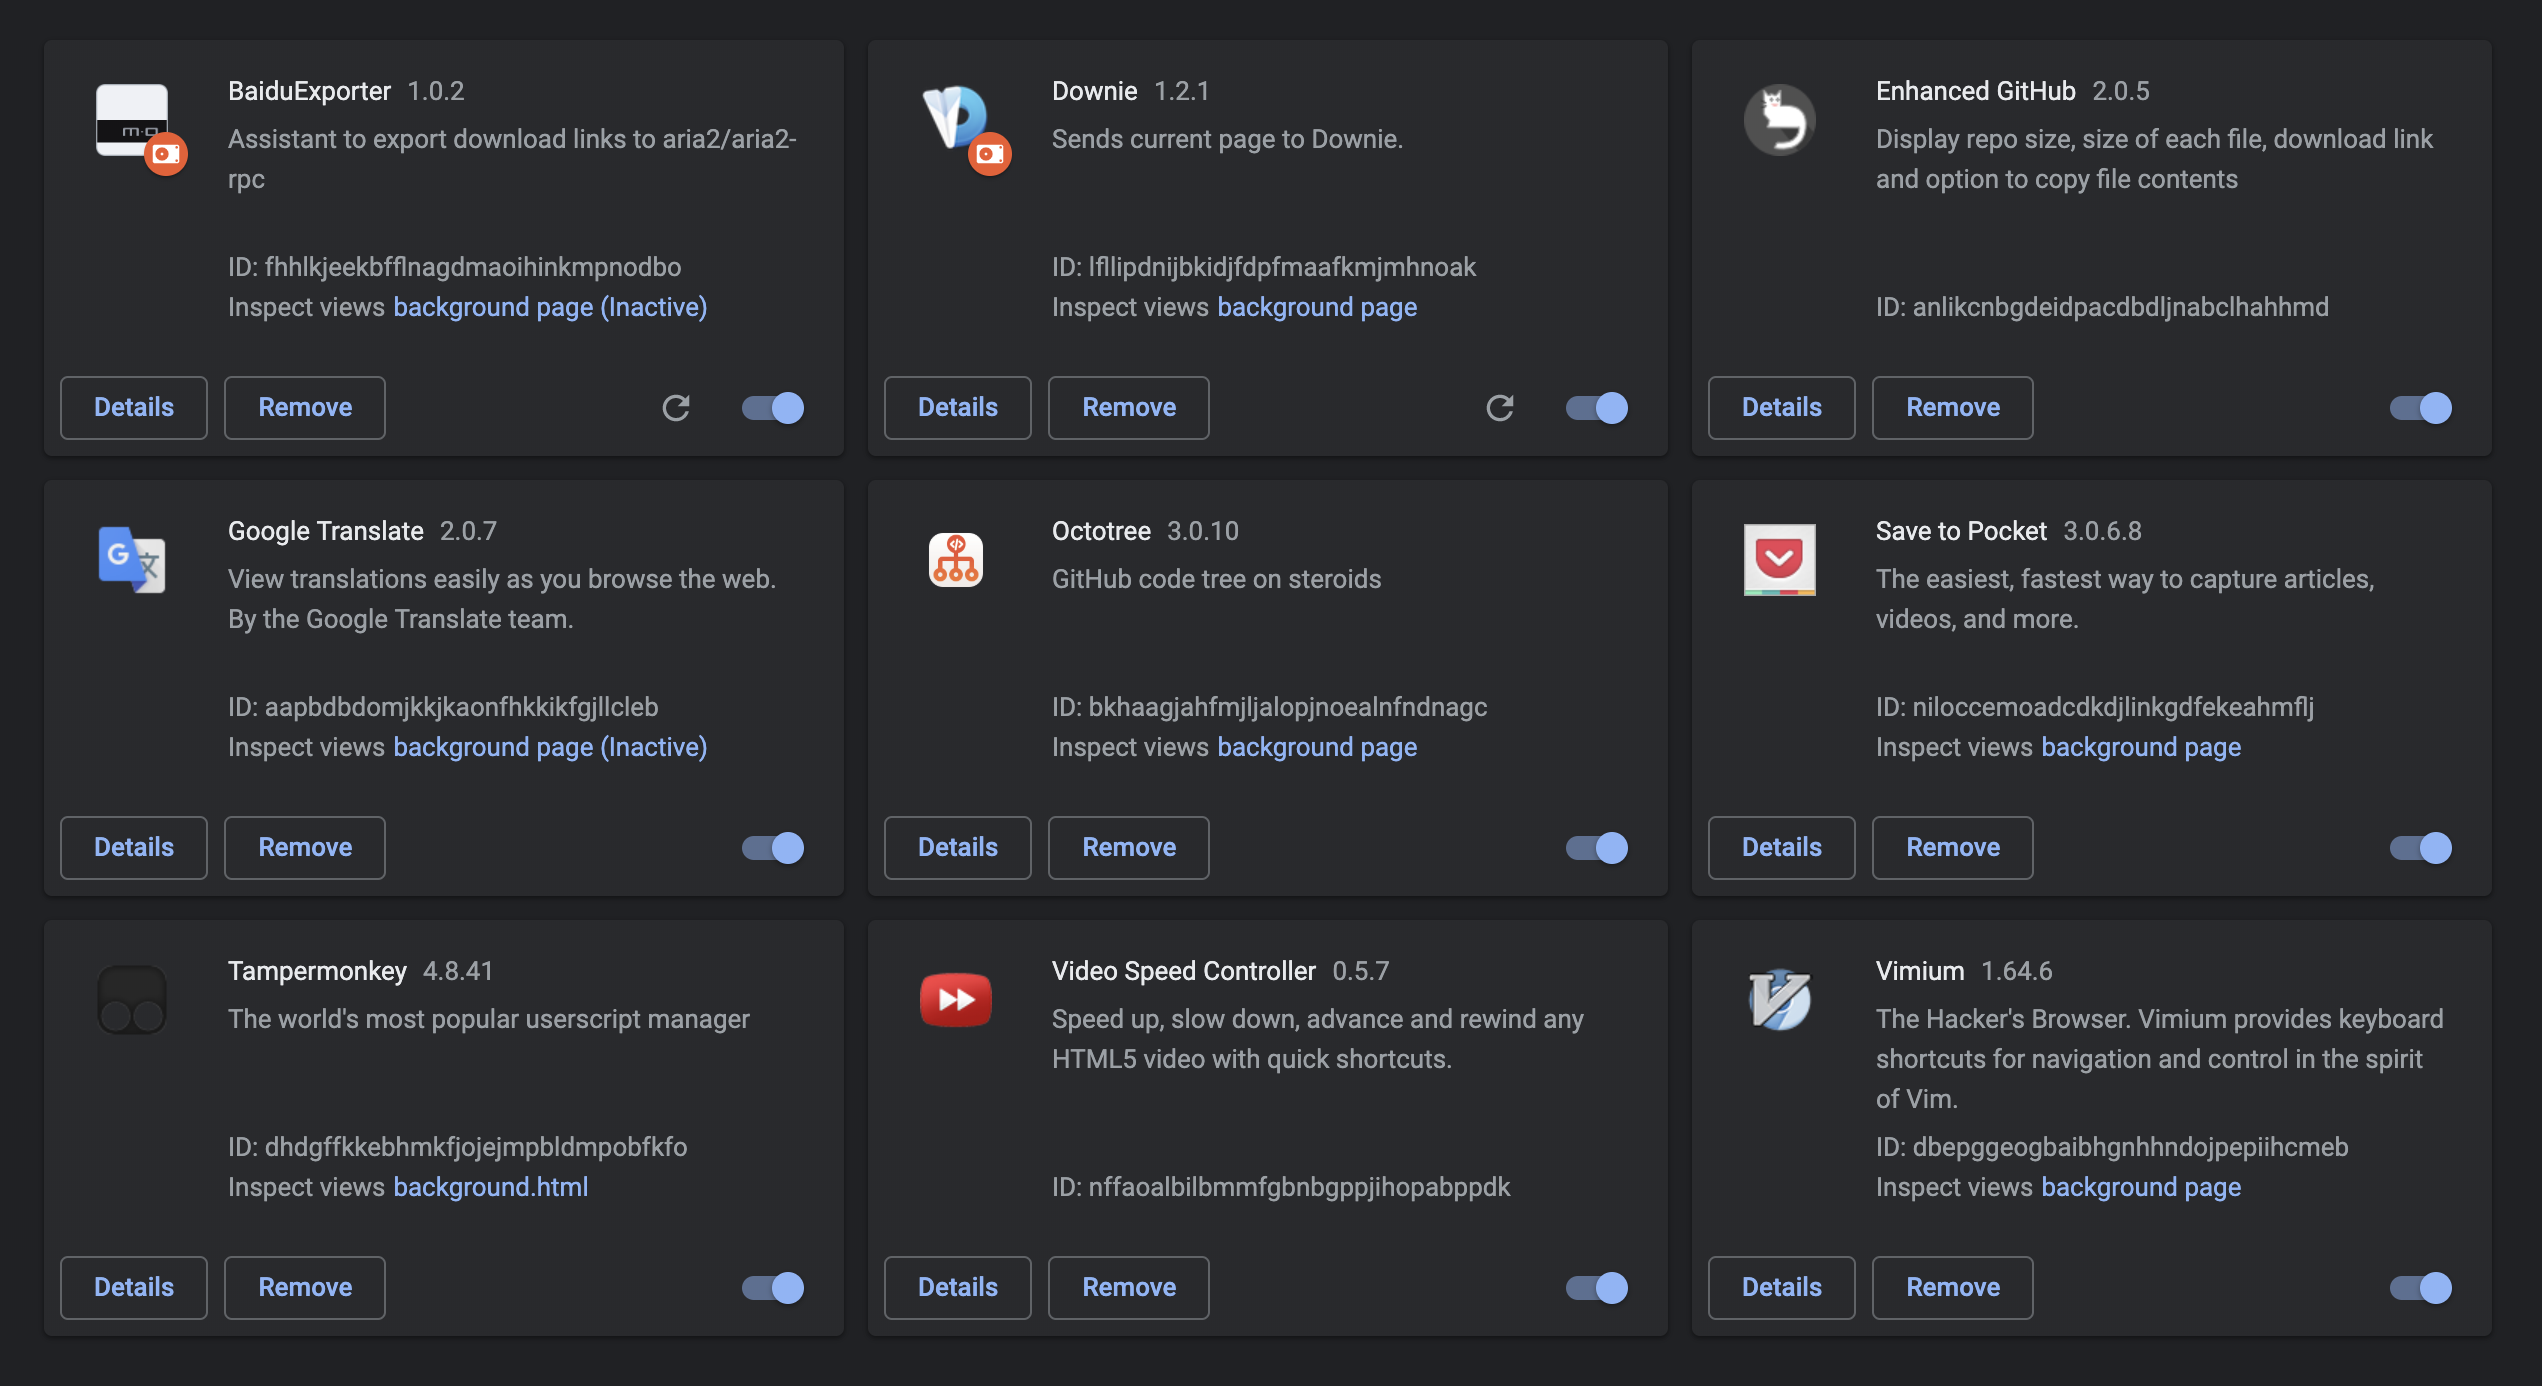 BaiduExporter 1.0.2
Assistant to export download links to aria2/aria2-
rpc
ID: fhhlkjeekbfflnagdmaoihinkmpnodbo
Inspect views background page (Inactive)
Details Remove
Downie 1.2.1
Sends current page to Downie.
ID: lfllipdnijbkidjfdpfmaafkmjmhnoak
Inspect views background page
Details Remove
Enhanced GitHub 2.0.5
Display repo size, size of each file, download link
and option to copy file contents
ID: anlikcnbgdeidpacdbdljnabclhahhmd
Details Remove
Google Translate 2.0.7
View translations easily as you browse the web.
By the Google Translate team.
ID: aapbdbdomjkkjkaonfhkkikfgjllcleb
Inspect views background page (Inactive)
Details Remove
Octotree 3.0.10
GitHub code tree on steroids
ID: bkhaagjahfmjljalopjnoealnfndnagc
Inspect views background page
Details Remove
Save to Pocket 3.0.6.8
The easiest, fastest way to capture articles,
videos, and more.
ID: niloccemoadcdkdjlinkgdfekeahmflj
Inspect views background page
Details Remove
Tampermonkey 4.8.41
The world's most popular userscript manager
ID: dhdgffkkebhmkfjojejmpbldmpobfkfo
Inspect views background.html
Details Remove
Video Speed Controller 0.5.7
Speed up, slow down, advance and rewind any
HTML5 video with quick shortcuts.
ID: nffaoalbilbmmfgbnbgppjihopabppdk
Details Remove
Vimium 1.64.6
The Hacker's Browser. Vimium provides keyboard
shortcuts for navigation and control in the spirit
of Vim.
ID: dbepggeogbaibhgnhhndojpepiihcmeb
Inspect views background page
Details Remove